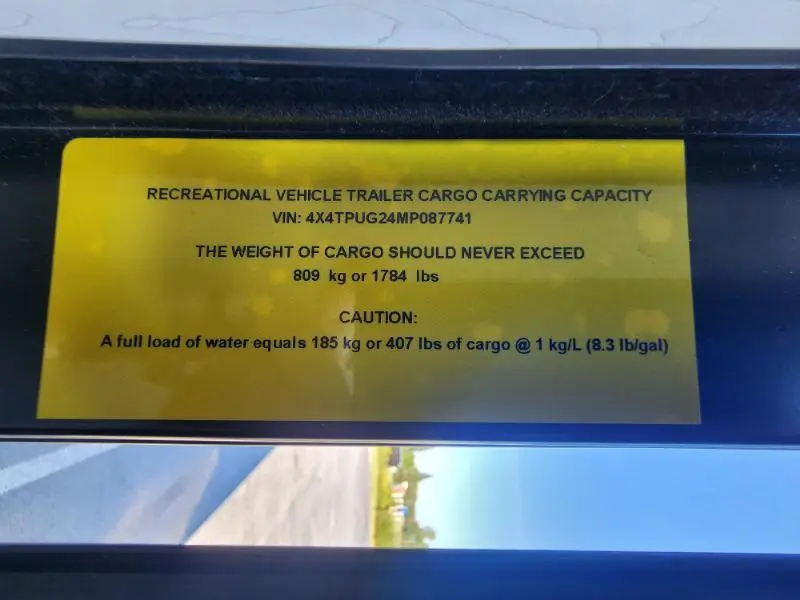 RECREATIONAL VEHICLE TRAILER CARGO CARRYING CAPACITY
VIN: 4X4TPUG24MP087741
THE WEIGHT OF CARGO SHOULD NEVER EXCEED
809 kg or 1784 lbs
CAUTION:
A full load of water equals 185 kg or 407 lbs of cargo @ 1 kg/L (8.3 lb/gal)